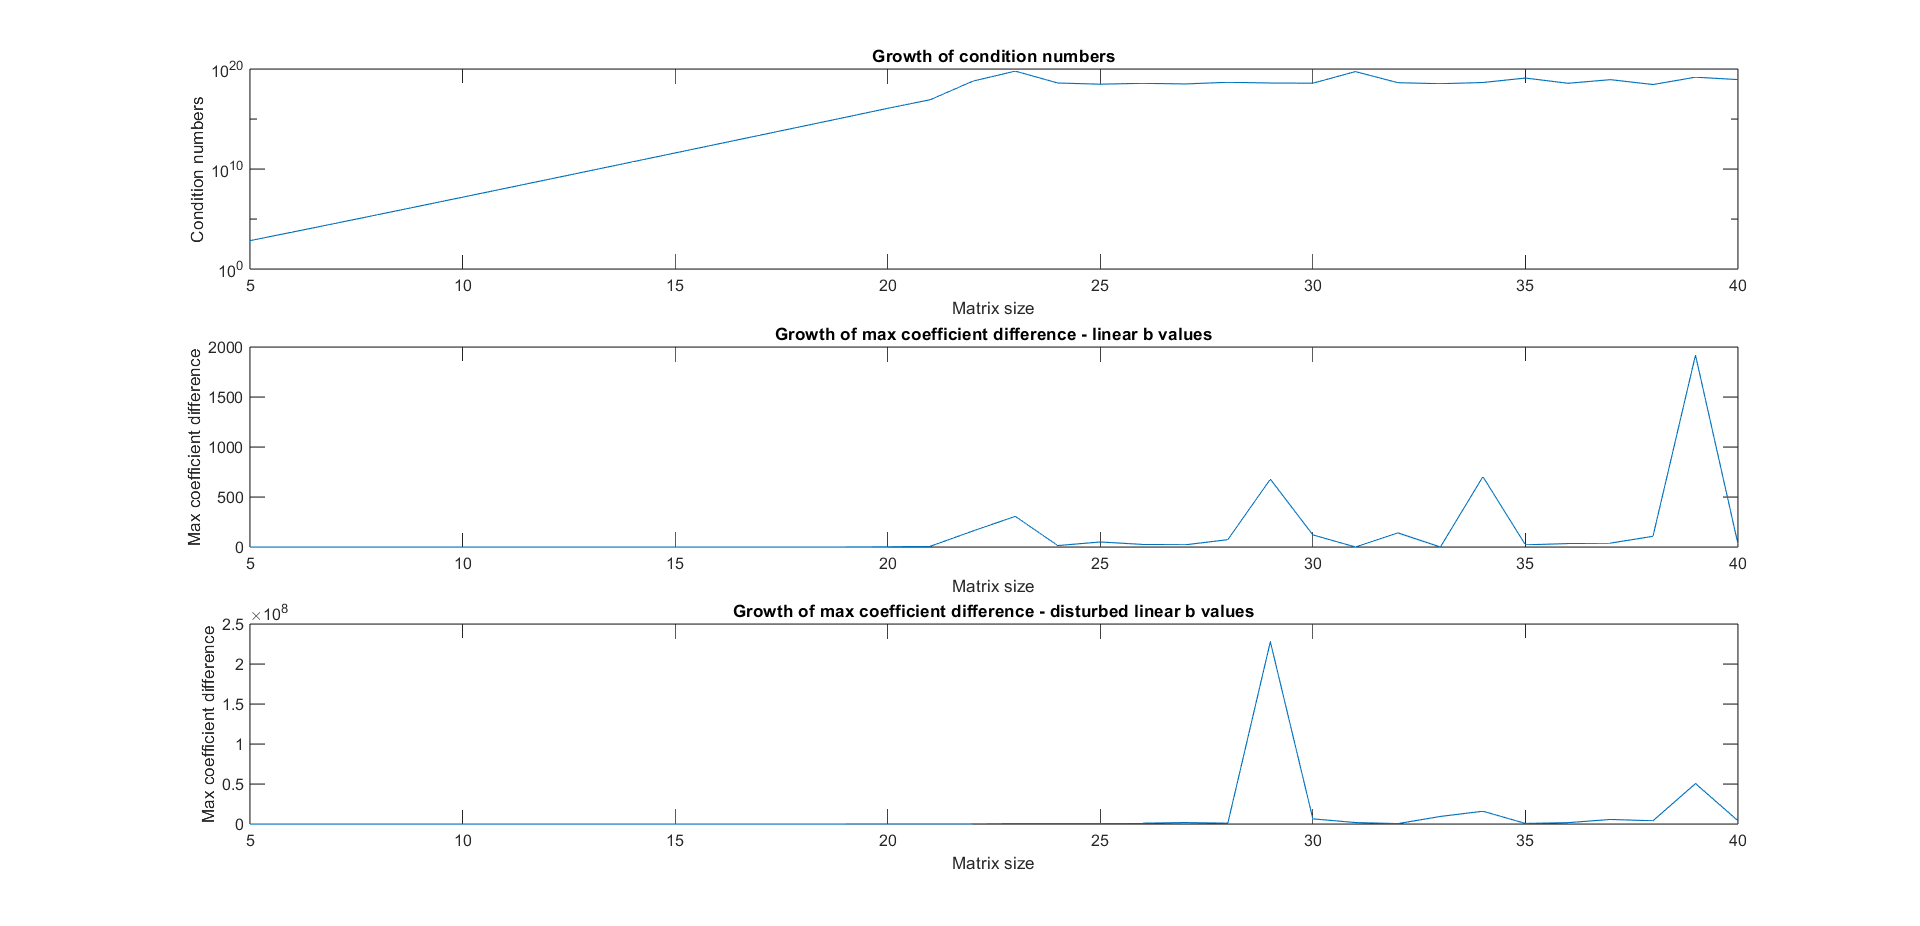 Growth of condition numbers
Condition numbers
10^20
10^10
10^0
5 10 15 20 25 30 35 40
Matrix size
Growth of max coefficient difference - linear b values
Max coefficient difference
2000
1500
1000
500
0
5 10 15 20 25 30 35 40
Matrix size
Growth of max coefficient difference - disturbed linear b values
×10^8
Max coefficient difference
2.5
2
1.5
1
0.5
0
5 10 15 20 25 30 35 40
Matrix size